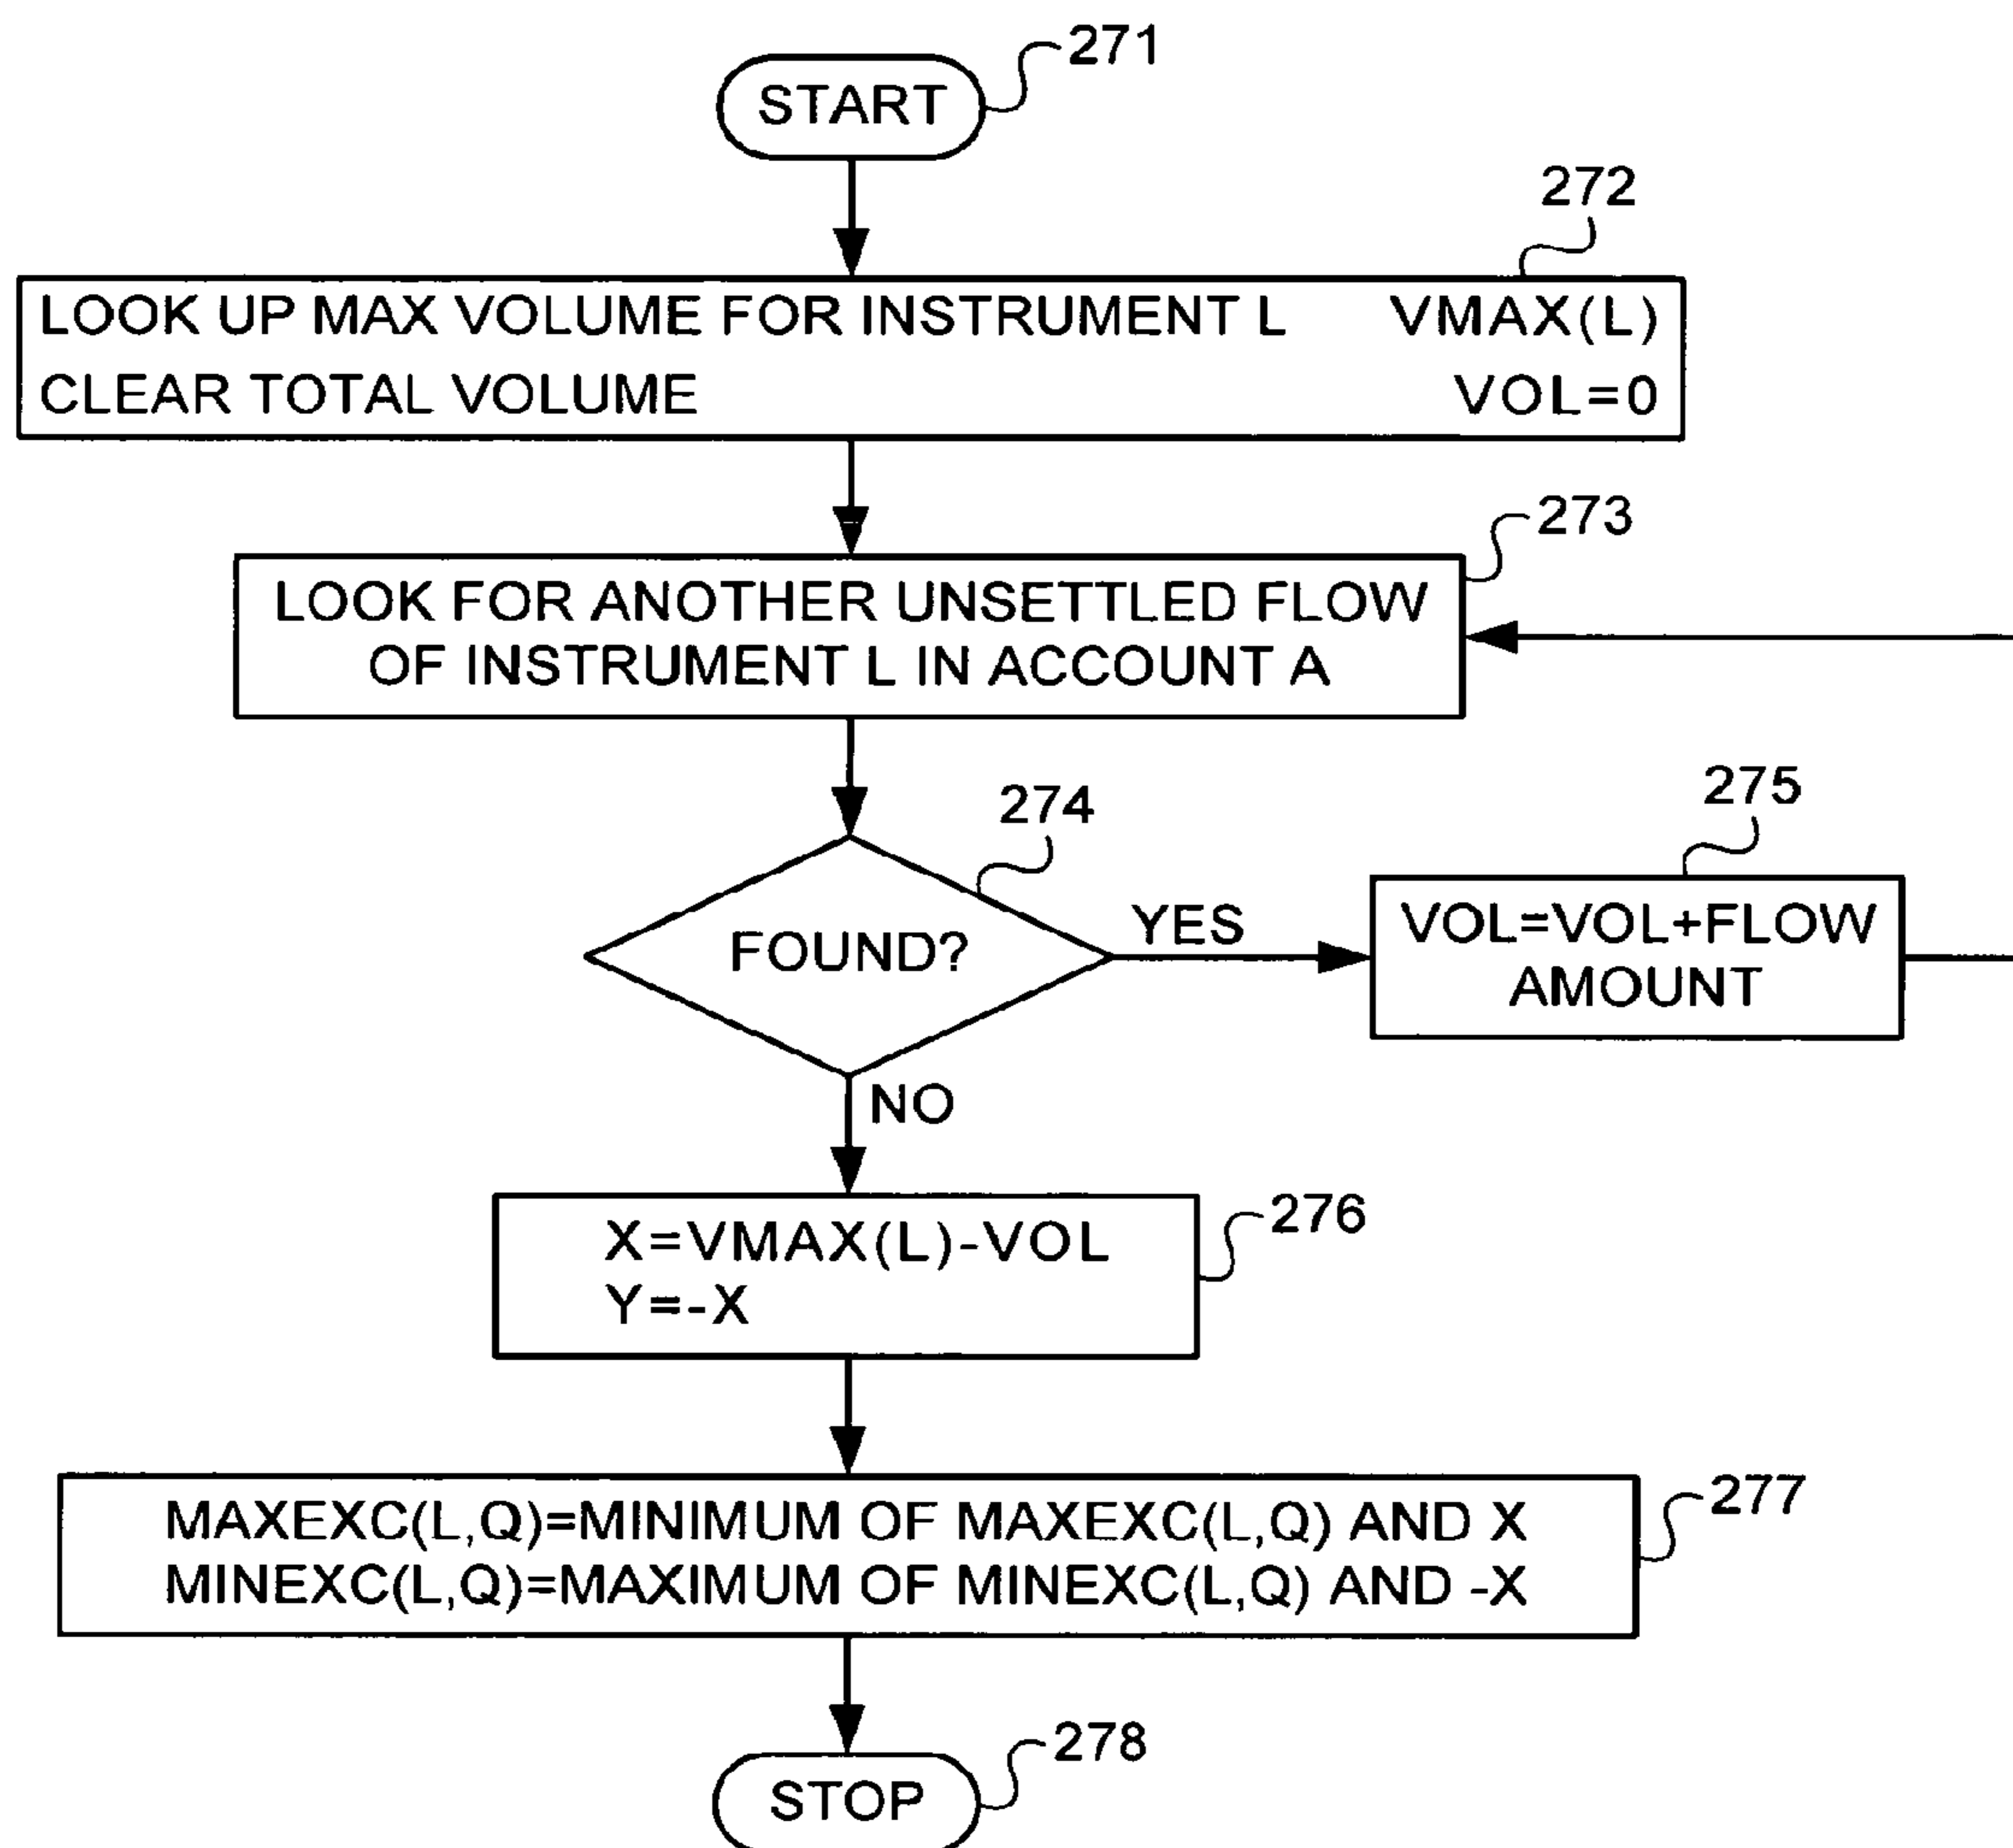 271
START
272
LOOK UP MAX VOLUME FOR INSTRUMENT L VMAX(L)
CLEAR TOTAL VOLUME VOL=0
273
LOOK FOR ANOTHER UNSETTLED FLOW
OF INSTRUMENT L IN ACCOUNT A
274
FOUND?
YES
275
VOL=VOL+FLOW
AMOUNT
NO
276
X=VMAX(L)-VOL
Y=-X
277
MAXEXC(L,Q)=MINIMUM OF MAXEXC(L,Q) AND X
MINEXC(L,Q)=MAXIMUM OF MINEXC(L,Q) AND -X
278
STOP